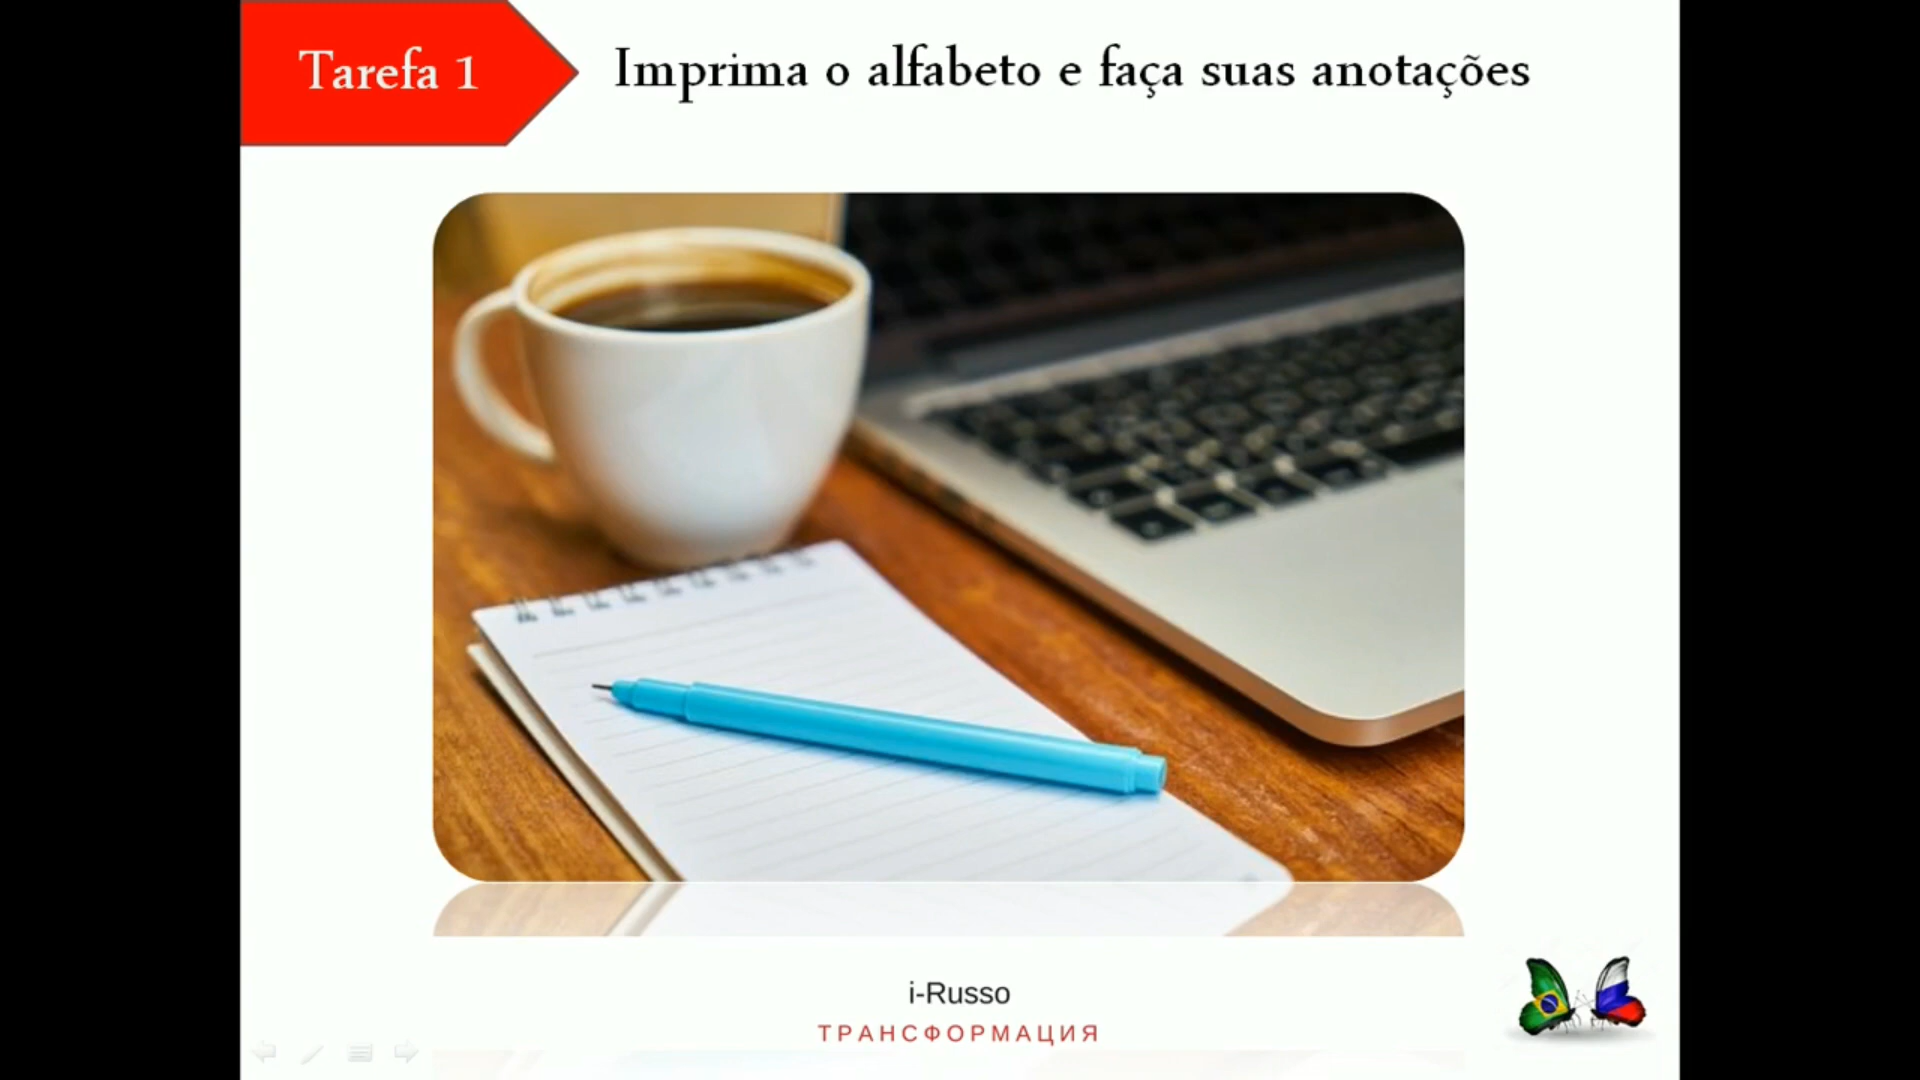 Tarefa 1
Imprima o alfabeto e faça suas anotações
i-Russo
ТРАНСФОРМАЦИЯ